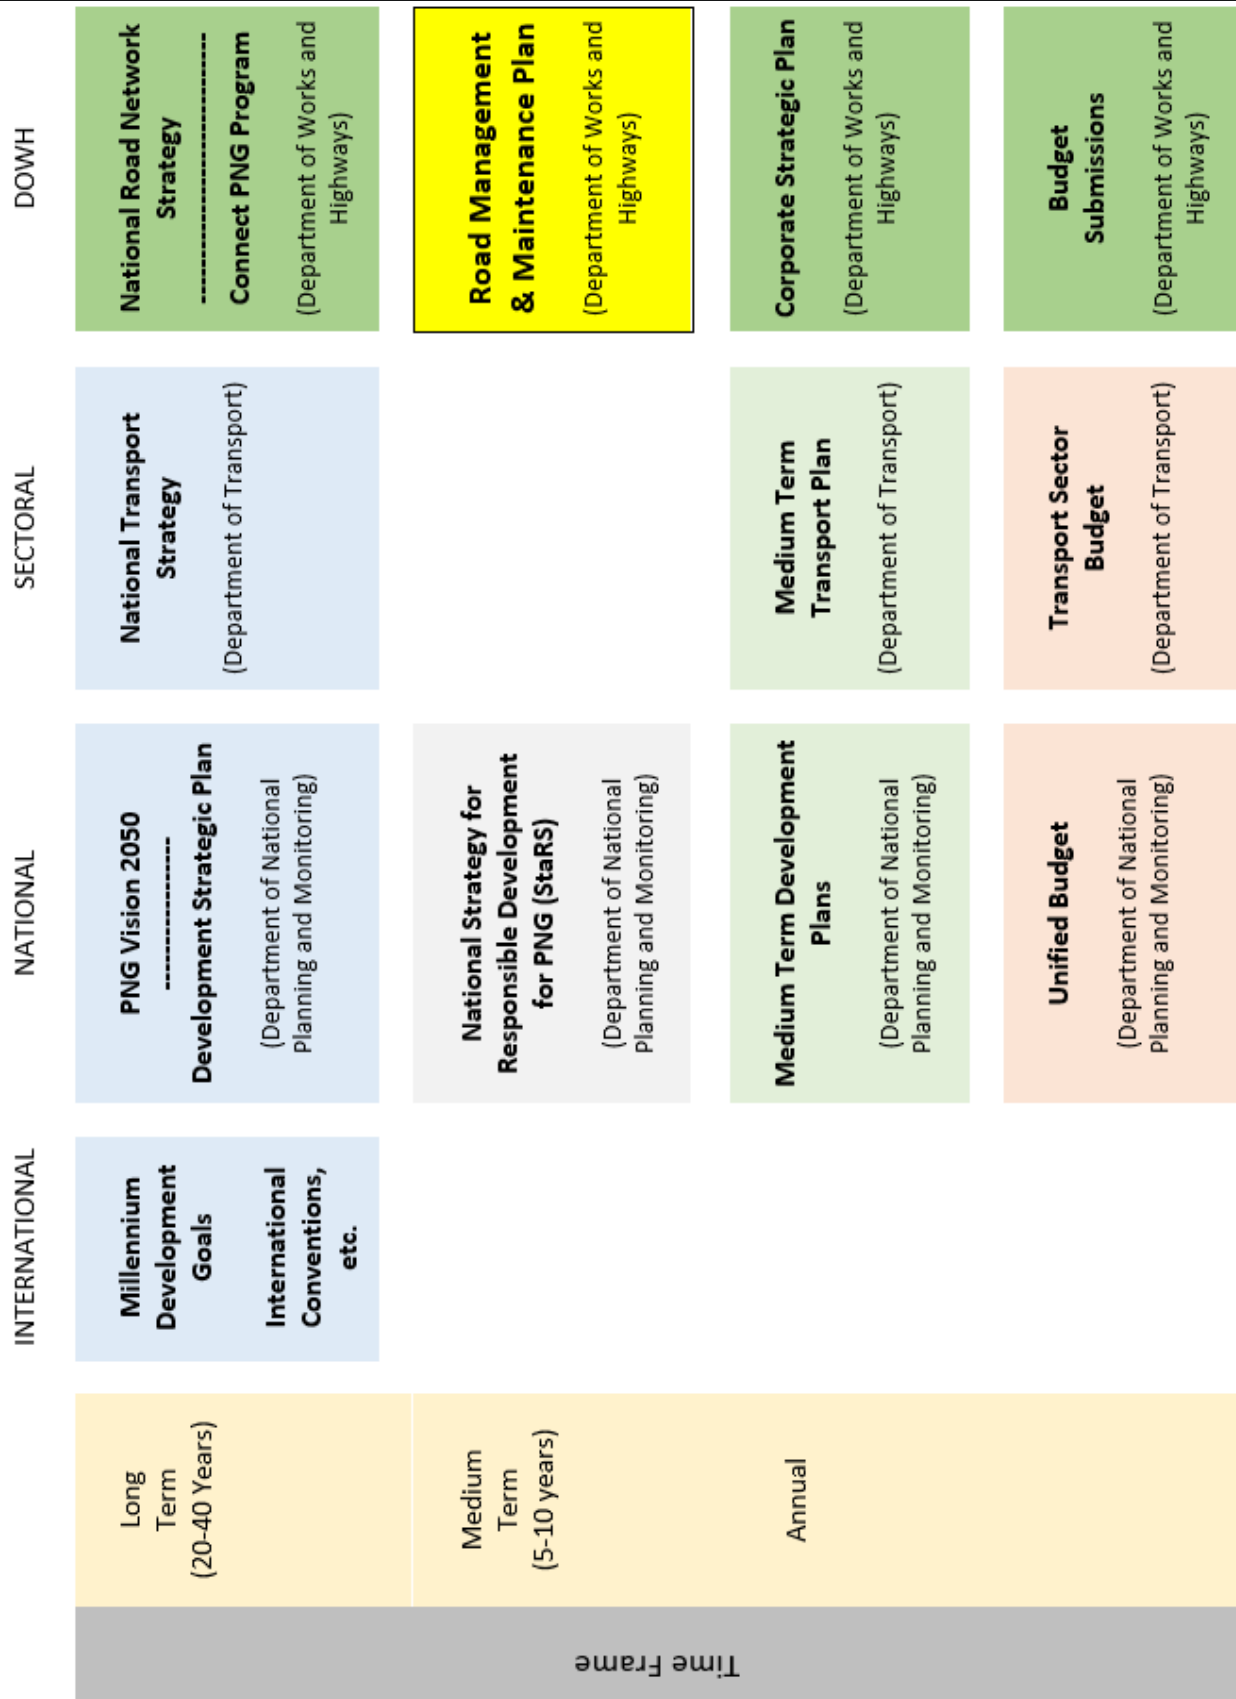 INTERNATIONAL
NATIONAL
SECTORAL
DOWH
Time Frame
Long
Term
(20-40 Years)
Millennium
Development
Goals
International
Conventions,
etc.
PNG Vision 2050
----------------
Development Strategic Plan
(Department of National
Planning and Monitoring)
National Transport
Strategy
(Department of Transport)
National Road Network
Strategy
----------------------------
Connect PNG Program
(Department of Works and
Highways)
Medium
Term
(5-10 years)
National Strategy for
Responsible Development
for PNG (StaRS)
(Department of National
Planning and Monitoring)
Road Management
& Maintenance Plan
(Department of Works and
Highways)
Annual
Medium Term Development
Plans
(Department of National
Planning and Monitoring)
Medium Term
Transport Plan
(Department of Transport)
Corporate Strategic Plan
(Department of Works and
Highways)
Unified Budget
(Department of National
Planning and Monitoring)
Transport Sector
Budget
(Department of Transport)
Budget
Submissions
(Department of Works and
Highways)